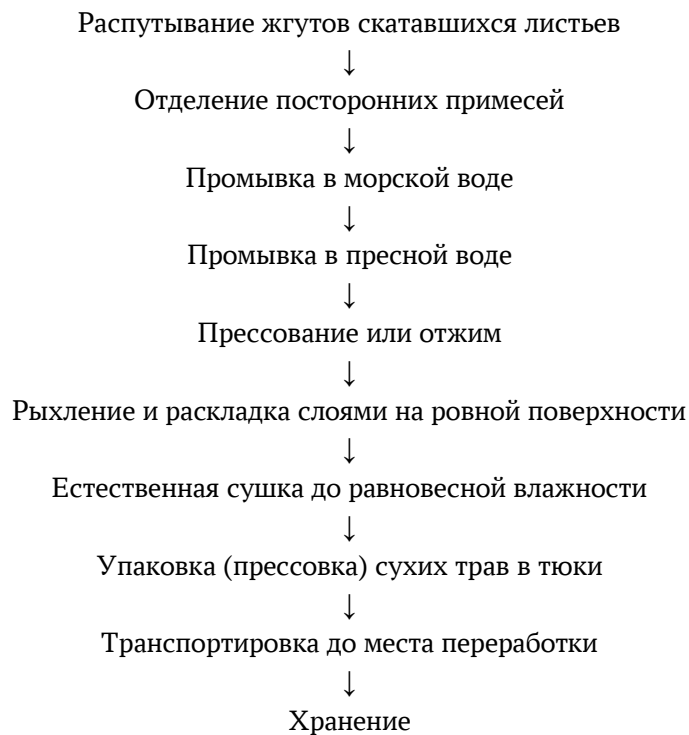 Распутывание жгутов скатавшихся листьев
↓
Отделение посторонних примесей
↓
Промывка в морской воде
↓
Промывка в пресной воде
↓
Прессование или отжим
↓
Рыхление и раскладка слоями на ровной поверхности
↓
Естественная сушка до равновесной влажности
↓
Упаковка (прессовка) сухих трав в тюки
↓
Транспортировка до места переработки
↓
Хранение